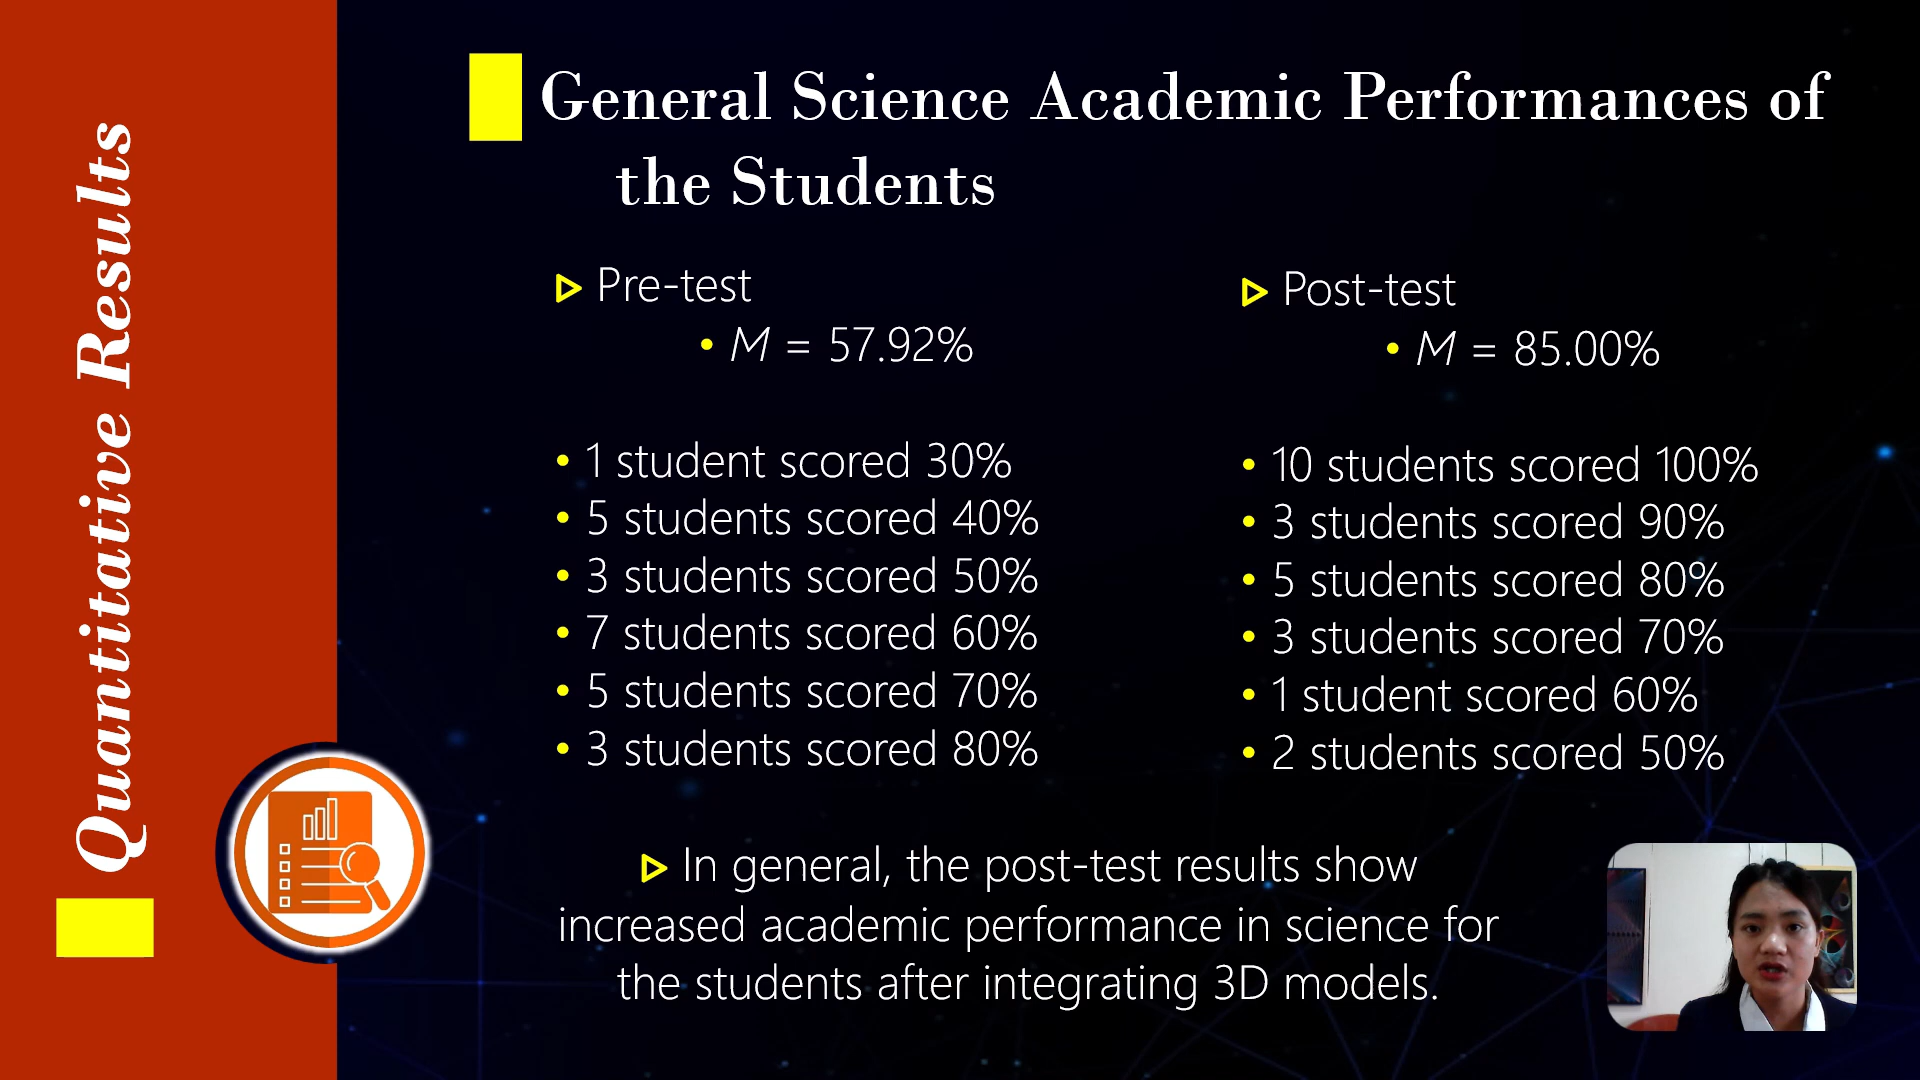 Quantitative Results
General Science Academic Performances of
the Students
Pre-test
• M = 57.92%
• 1 student scored 30%
• 5 students scored 40%
• 3 students scored 50%
• 7 students scored 60%
• 5 students scored 70%
• 3 students scored 80%
Post-test
• M = 85.00%
• 10 students scored 100%
• 3 students scored 90%
• 5 students scored 80%
• 3 students scored 70%
• 1 student scored 60%
• 2 students scored 50%
In general, the post-test results show
increased academic performance in science for
the students after integrating 3D models.